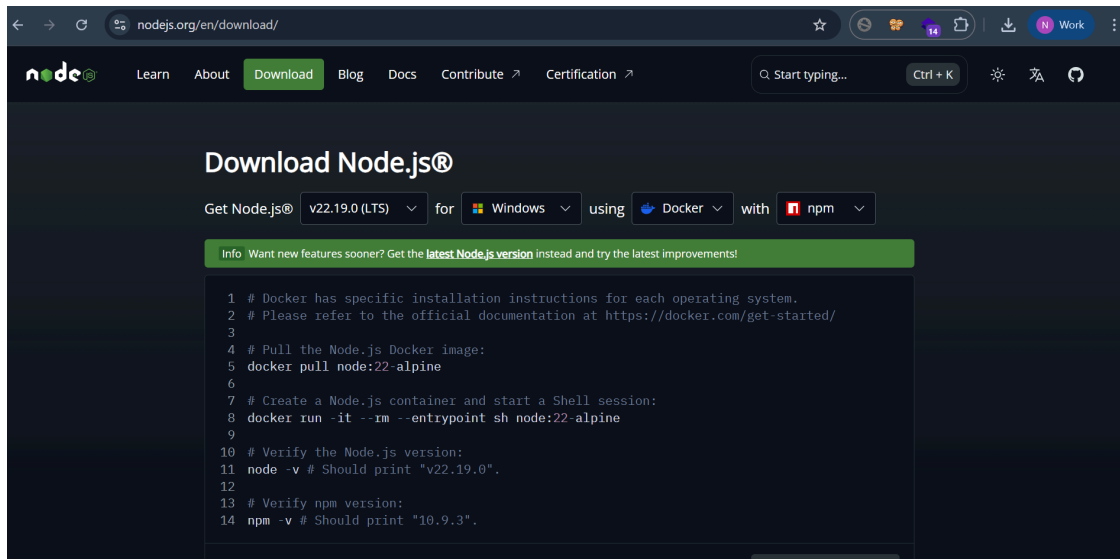 nodejs.org/en/download/
14
N Work
node JS
Learn About Download Blog Docs Contribute ↗ Certification ↗ Start typing... Ctrl + K
Download Node.js®
Get Node.js® v22.19.0 (LTS) for Windows using Docker with npm
Info Want new features sooner? Get the latest Node.js version instead and try the latest improvements!
1 # Docker has specific installation instructions for each operating system.
2 # Please refer to the official documentation at https://docker.com/get-started/
3
4 # Pull the Node.js Docker image:
5 docker pull node:22-alpine
6
7 # Create a Node.js container and start a Shell session:
8 docker run -it --rm --entrypoint sh node:22-alpine
9
10 # Verify the Node.js version:
11 node -v # Should print "v22.19.0".
12
13 # Verify npm version:
14 npm -v # Should print "10.9.3".